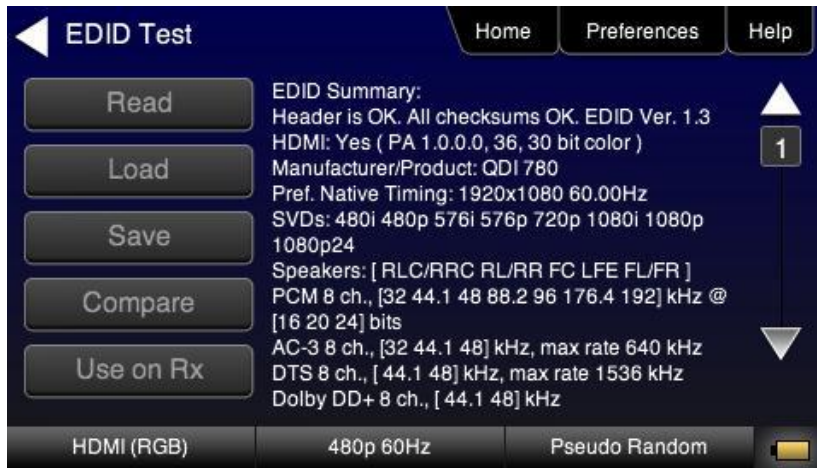 EDID Test
Home
Preferences
Help
Read
Load
Save
Compare
Use on Rx
EDID Summary:
Header is OK. All checksums OK. EDID Ver. 1.3
HDMI: Yes ( PA 1.0.0.0, 36, 30 bit color )
Manufacturer/Product: QDI 780
Pref. Native Timing: 1920x1080 60.00Hz
SVDs: 480i 480p 576i 576p 720p 1080i 1080p
1080p24
Speakers: [ RLC/RRC RL/RR FC LFE FL/FR ]
PCM 8 ch., [32 44.1 48 88.2 96 176.4 192] kHz @
[16 20 24] bits
AC-3 8 ch., [32 44.1 48] kHz, max rate 640 kHz
DTS 8 ch., [ 44.1 48] kHz, max rate 1536 kHz
Dolby DD+ 8 ch., [ 44.1 48] kHz
1
HDMI (RGB)
480p 60Hz
Pseudo Random